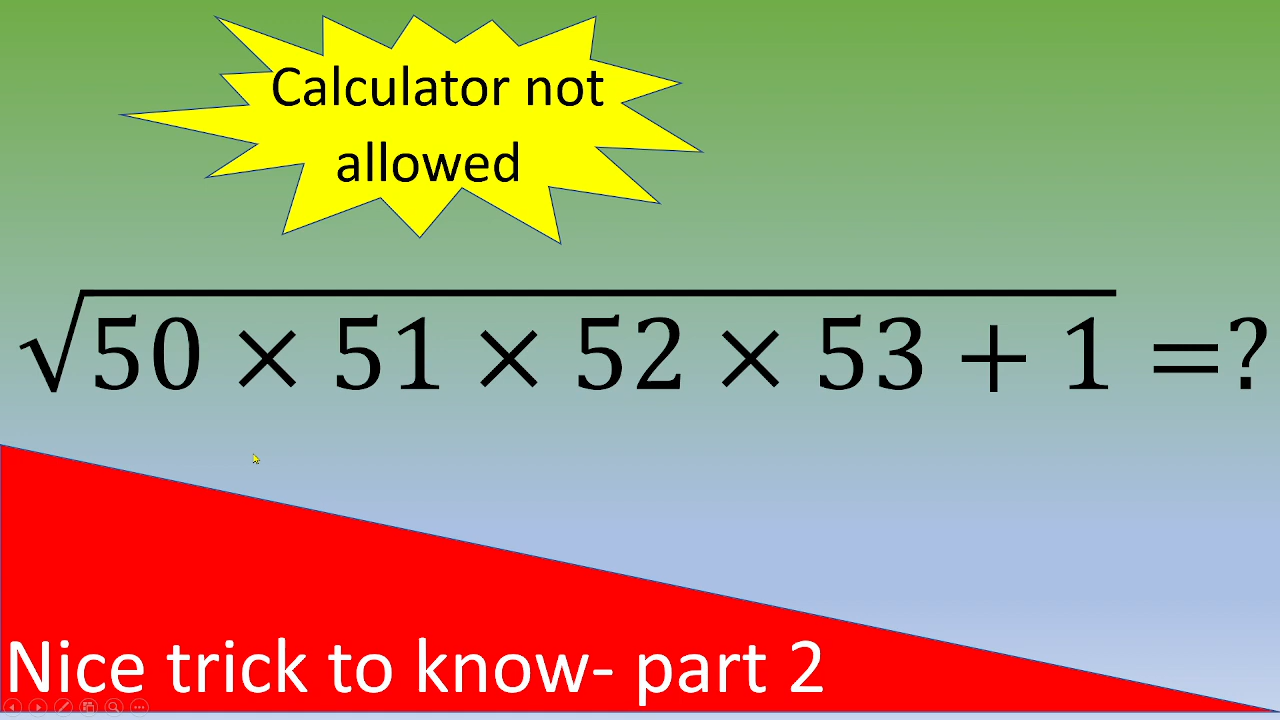 Calculator not
allowed
√50 × 51 × 52 × 53 + 1 =?
Nice trick to know- part 2